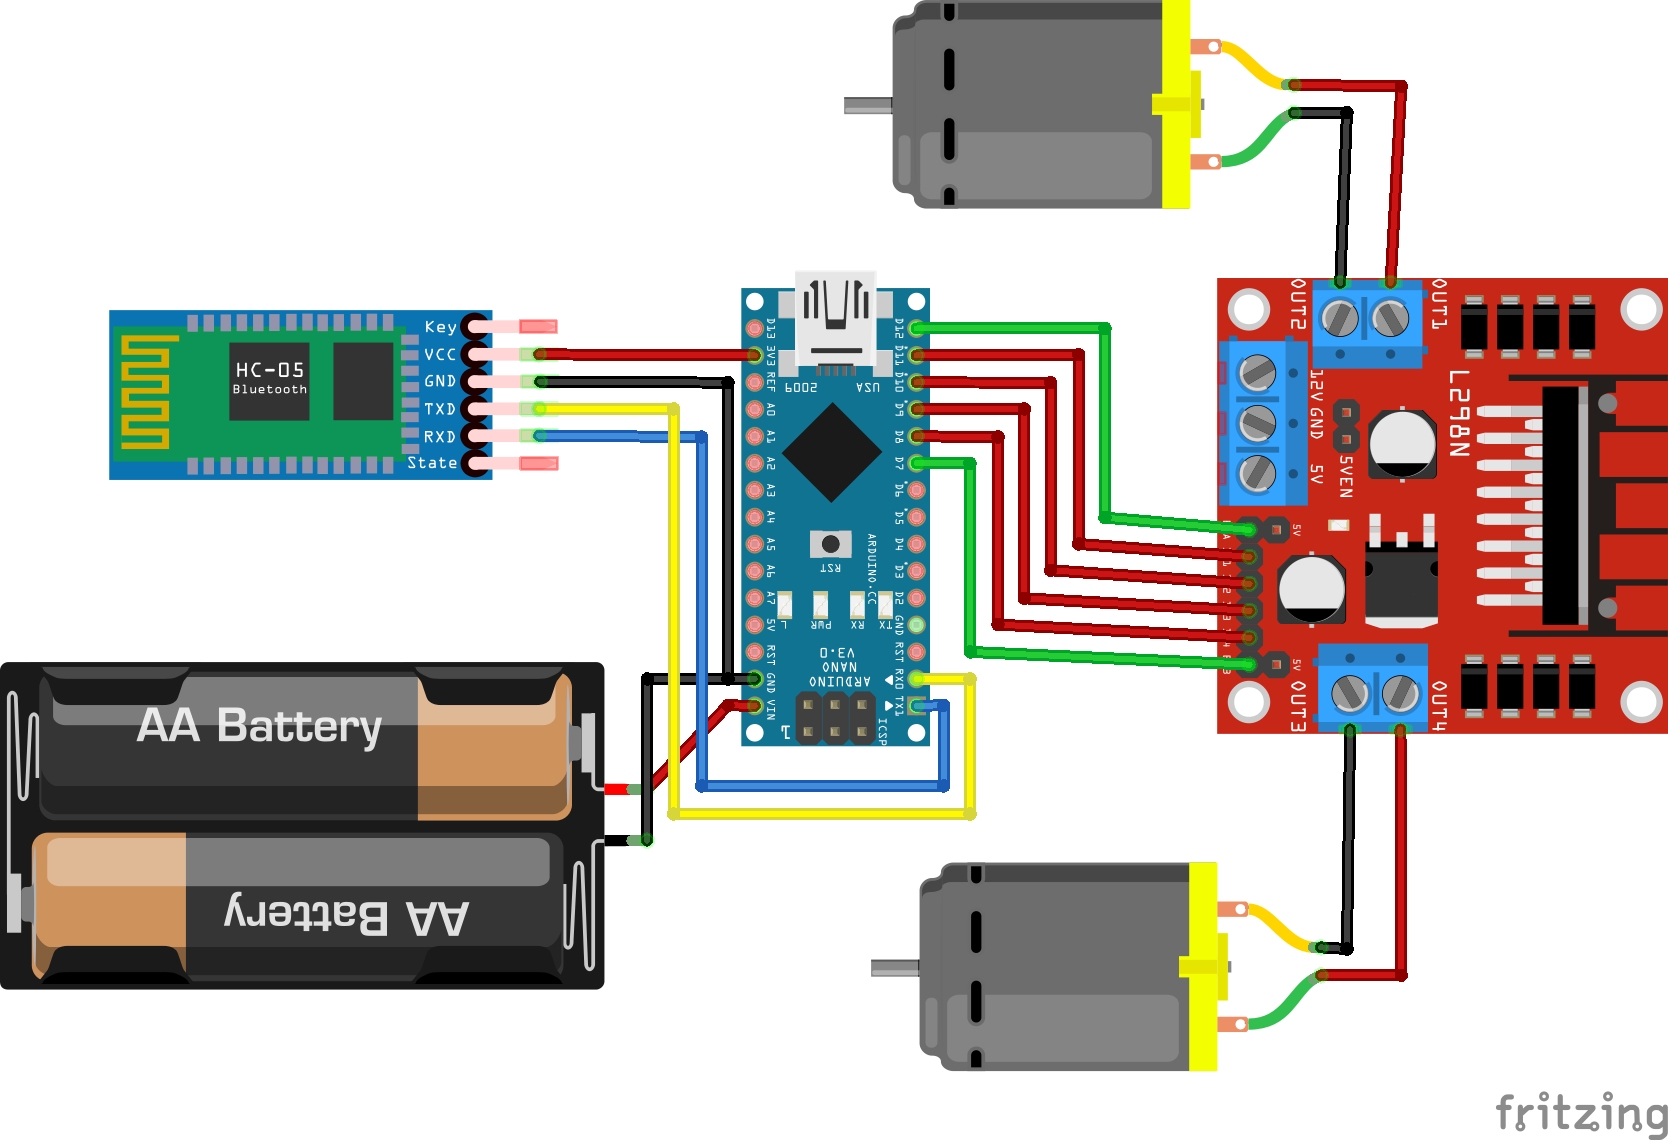 Key
VCC
GND
TXD
RXD
State
HC-05
Bluetooth
AA Battery
AA Battery
D13
3V3
REF
A0
A1
A2
A3
A4
A5
A6
A7
5V
RST
GND
VIN
D12
D11
D10
D9
D8
D7
D6
D5
D4
D3
D2
GND
RST
RX0
TX1
USA
2009
RST
ARDUINO.CC
L
PWR
RX
TX
ARDUINO
NANO
V3.0
ICSP
1
OUT2
OUT1
12V
GND
5V
5VEN
L298N
5V
5V
OUT3
OUT4
fritzing